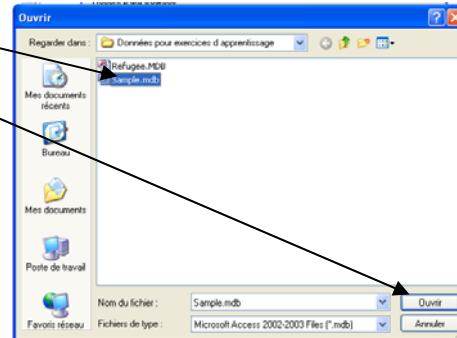 Ouvrir
Regarder dans : Données pour exercices d apprentissage
Refugee.MDB
Sample.mdb
Mes documents
récents
Bureau
Mes documents
Poste de travail
Favoris réseau
Nom du fichier : Sample.mdb Ouvrir
Fichiers de type : Microsoft Access 2002-2003 Files (*.mdb) Annuler